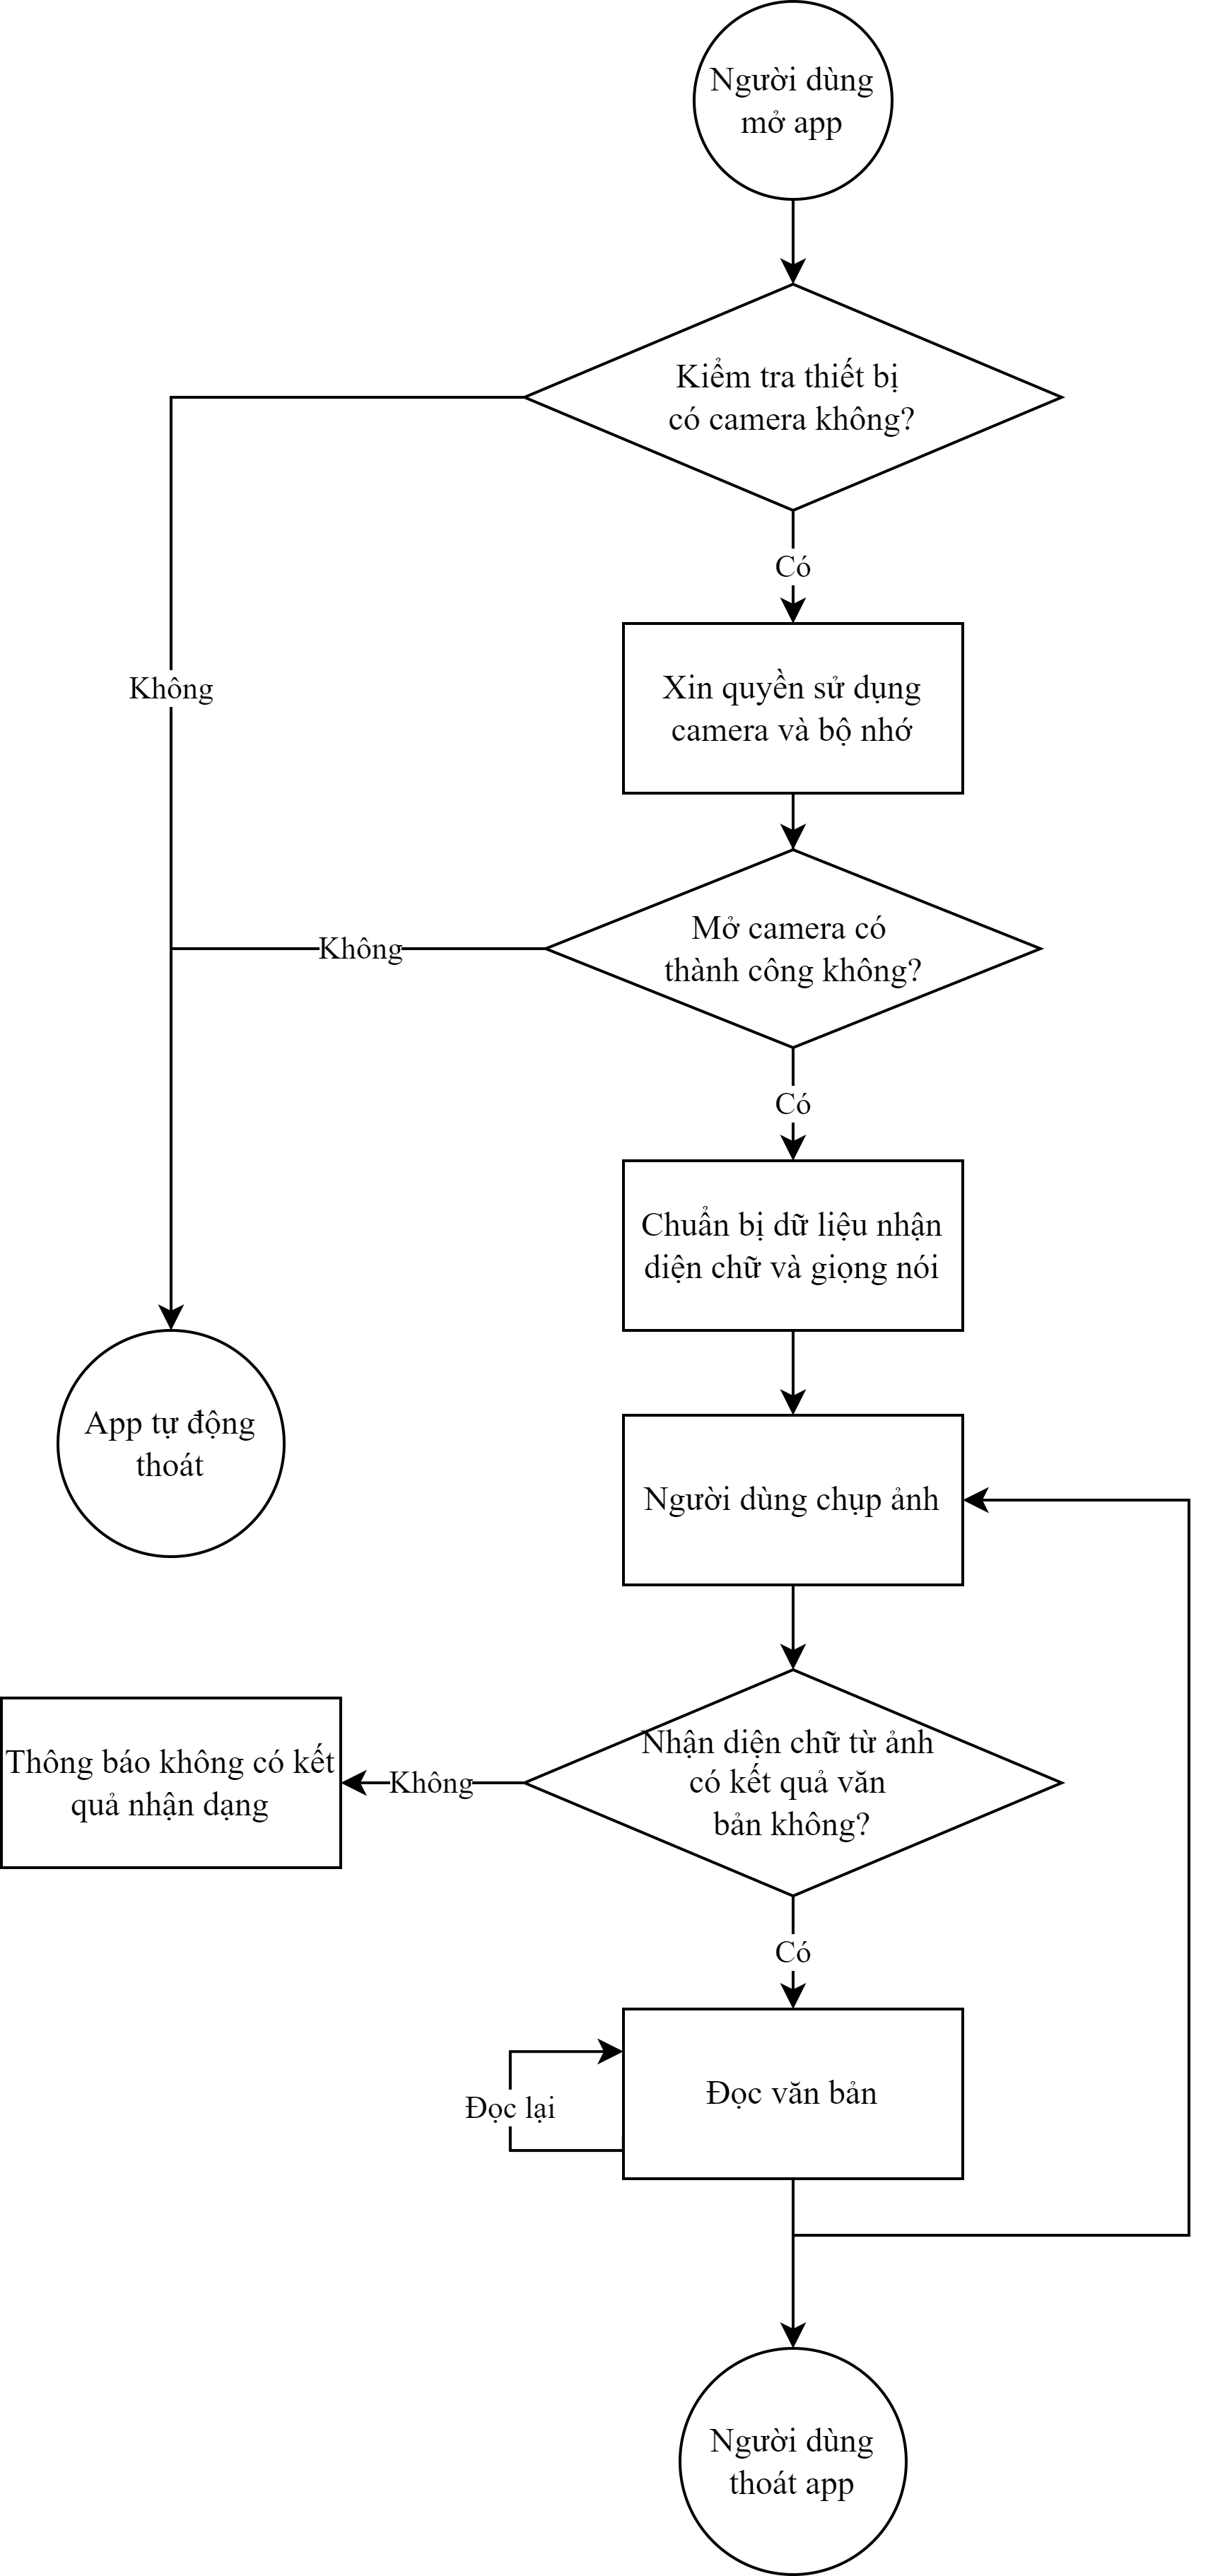 Người dùng
mở app
Kiểm tra thiết bị
có camera không?
Có
Không
Xin quyền sử dụng
camera và bộ nhớ
Mở camera có
thành công không?
Không
Có
Chuẩn bị dữ liệu nhận
diện chữ và giọng nói
App tự động
thoát
Người dùng chụp ảnh
Nhận diện chữ từ ảnh
có kết quả văn
bản không?
Không
Thông báo không có kết
quả nhận dạng
Có
Đọc văn bản
Đọc lại
Người dùng
thoát app